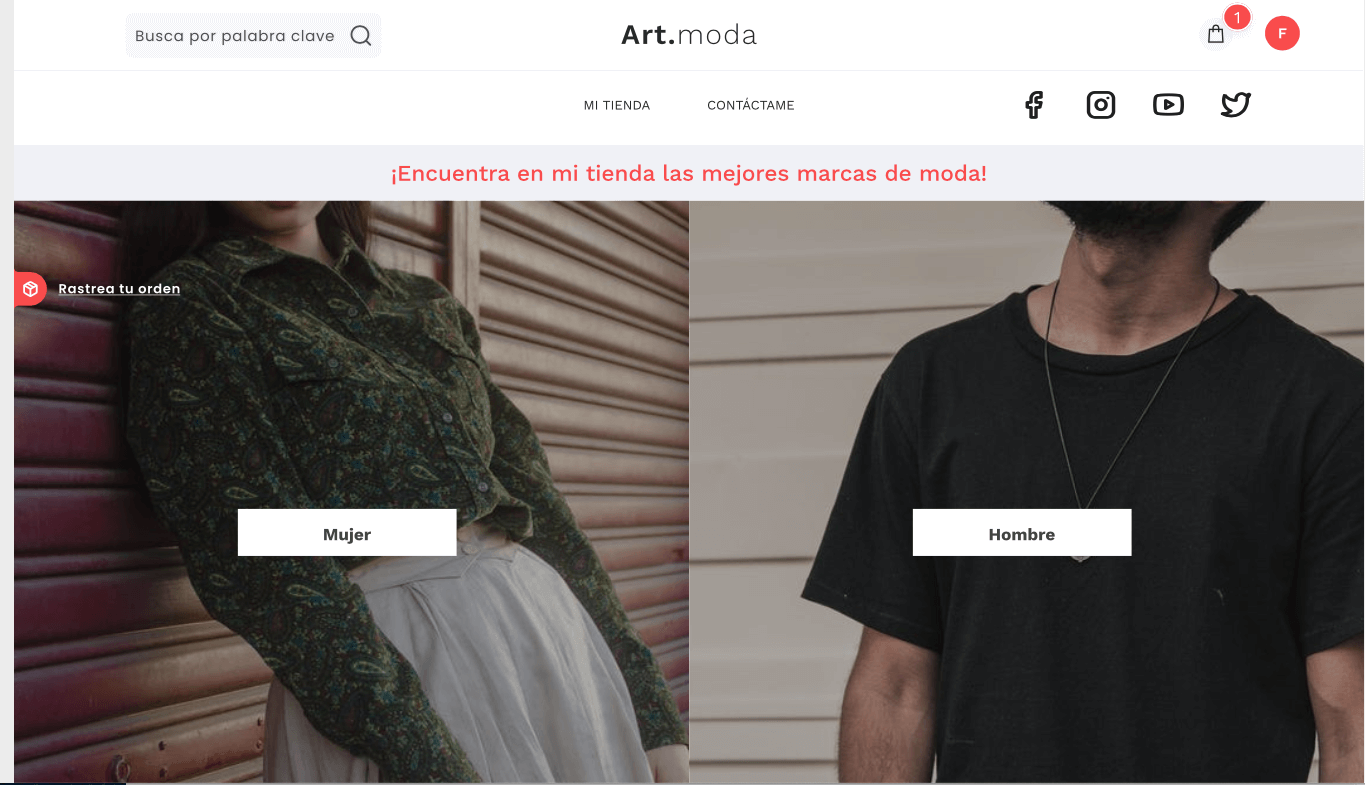 Busca por palabra clave
Art.moda
1
F
MI TIENDA
CONTÁCTAME
¡Encuentra en mi tienda las mejores marcas de moda!
Rastrea tu orden
Mujer
Hombre